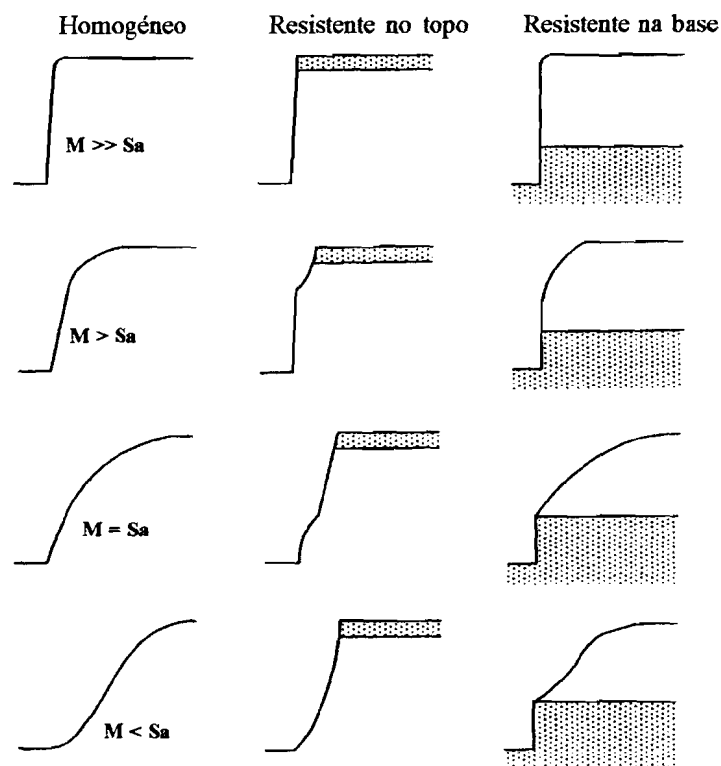 Homogéneo Resistente no topo Resistente na base
M >> Sa
M > Sa
M = Sa
M < Sa